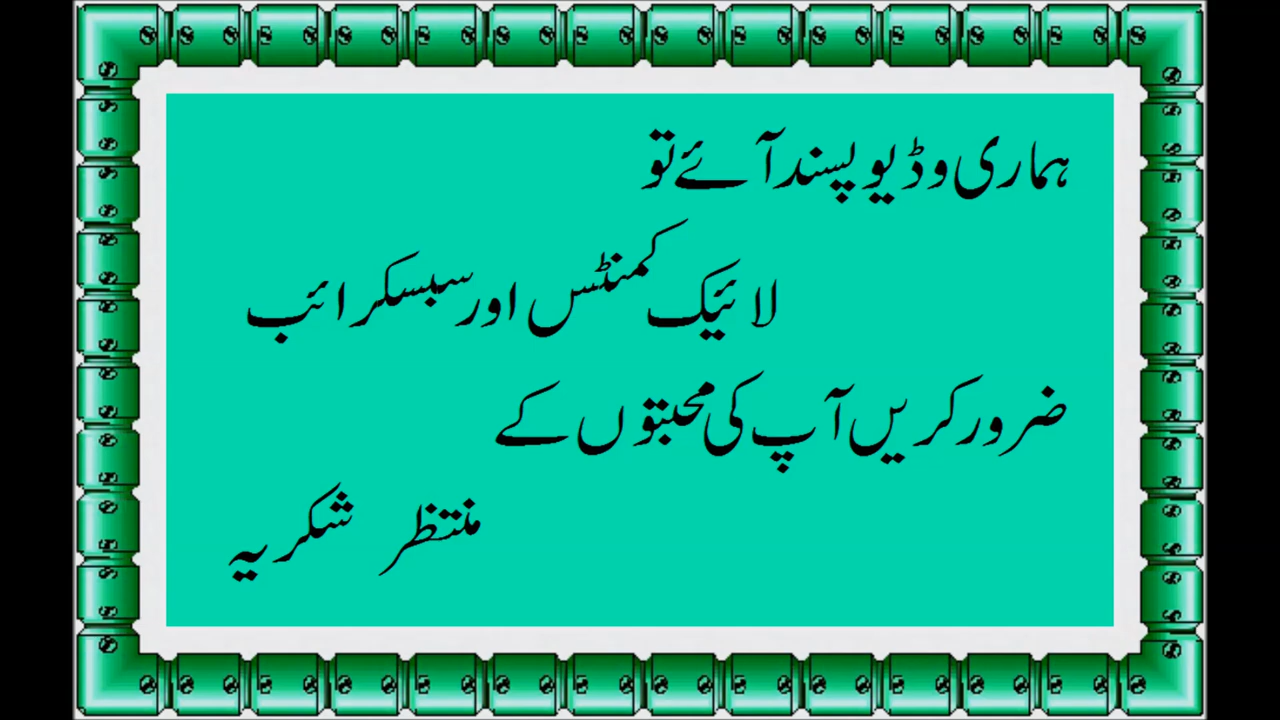 ہماری وڈیو پسند آئے تو
لائیک کمنٹس اور سبسکرائب
ضرور کریں آپ کی محبتوں کے
منتظر شکریہ